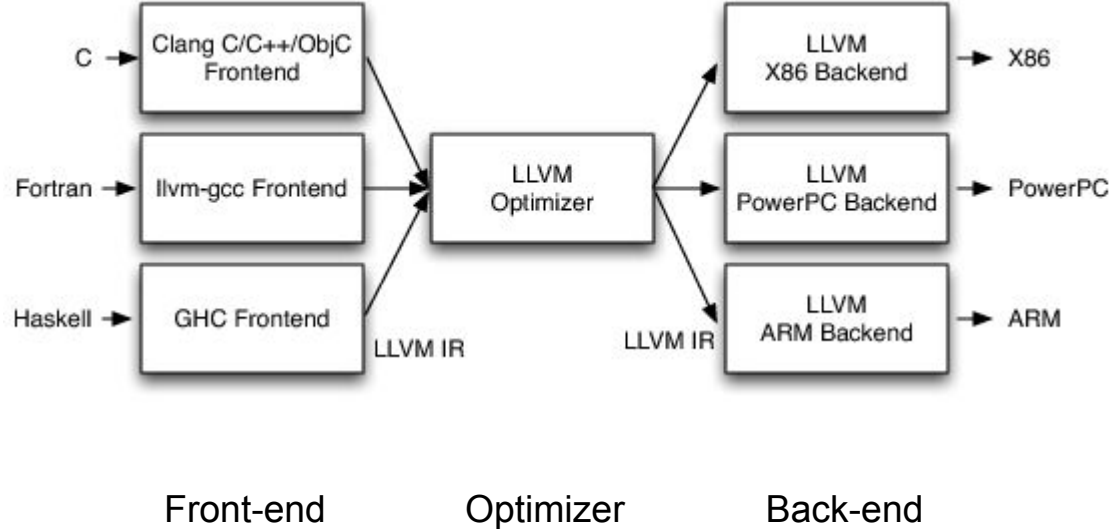 C
Clang C/C++/ObjC
Frontend
LLVM
X86 Backend
X86
Fortran
llvm-gcc Frontend
LLVM
Optimizer
LLVM
PowerPC Backend
PowerPC
Haskell
GHC Frontend
LLVM IR
LLVM IR
LLVM
ARM Backend
ARM
Front-end
Optimizer
Back-end